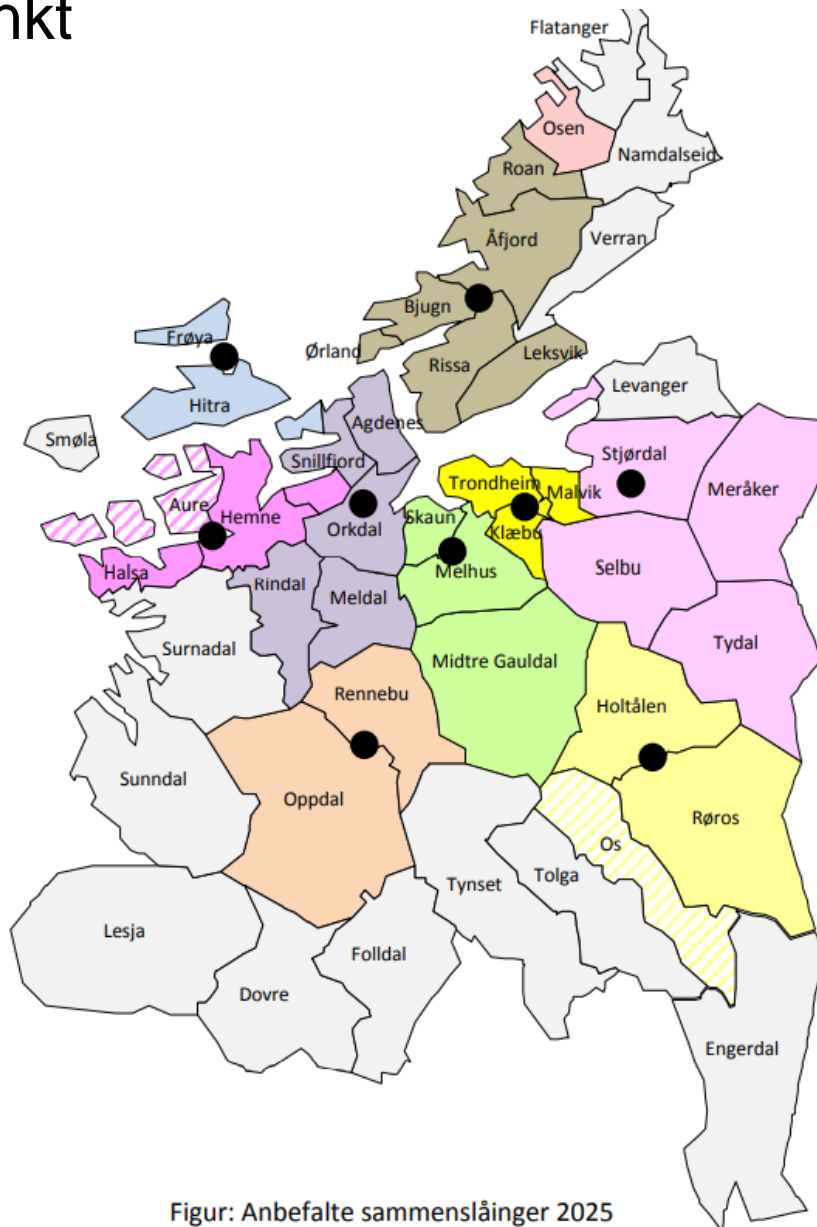 nkt
Flatanger
Osen
Namdalseid
Roan
Åfjord
Verran
Bjugn
Frøya
Ørland
Leksvik
Rissa
Levanger
Hitra
Agdenes
Smøla
Stjørdal
Snillfjord
Trondheim
Malvik
Meråker
Aure
Hemne
Skaun
Orkdal
Klæbu
Halsa
Melhus
Selbu
Rindal
Meldal
Surnadal
Tydal
Midtre Gauldal
Rennebu
Holtålen
Sunndal
Oppdal
Røros
Os
Tynset
Tolga
Lesja
Folldal
Dovre
Engerdal
Figur: Anbefalte sammenslåinger 2025